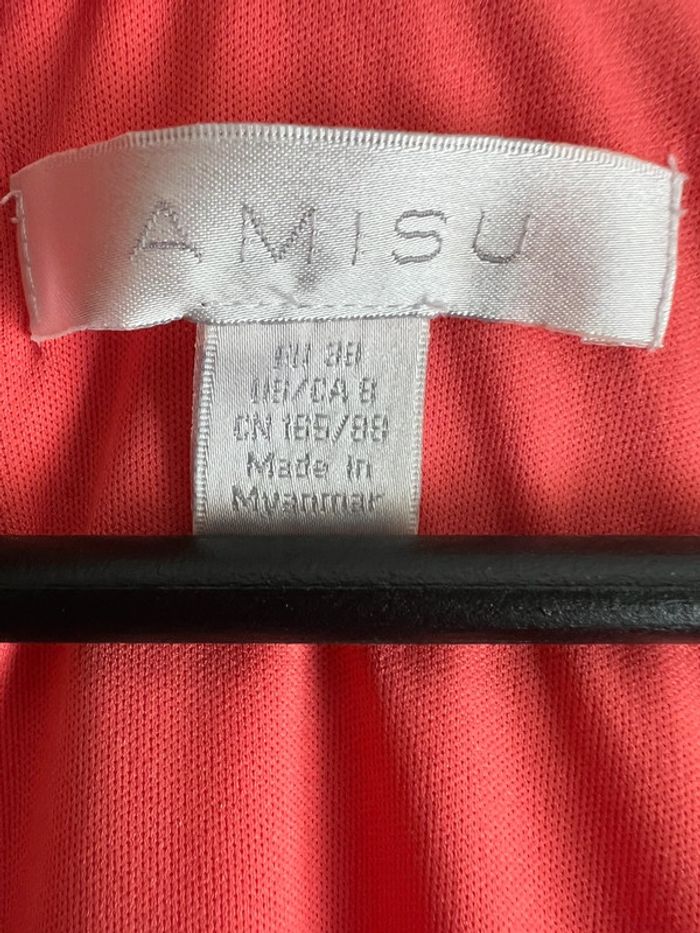 AMISU
EU 38
US/CA 8
CN 165/88
Made in
Myanmar